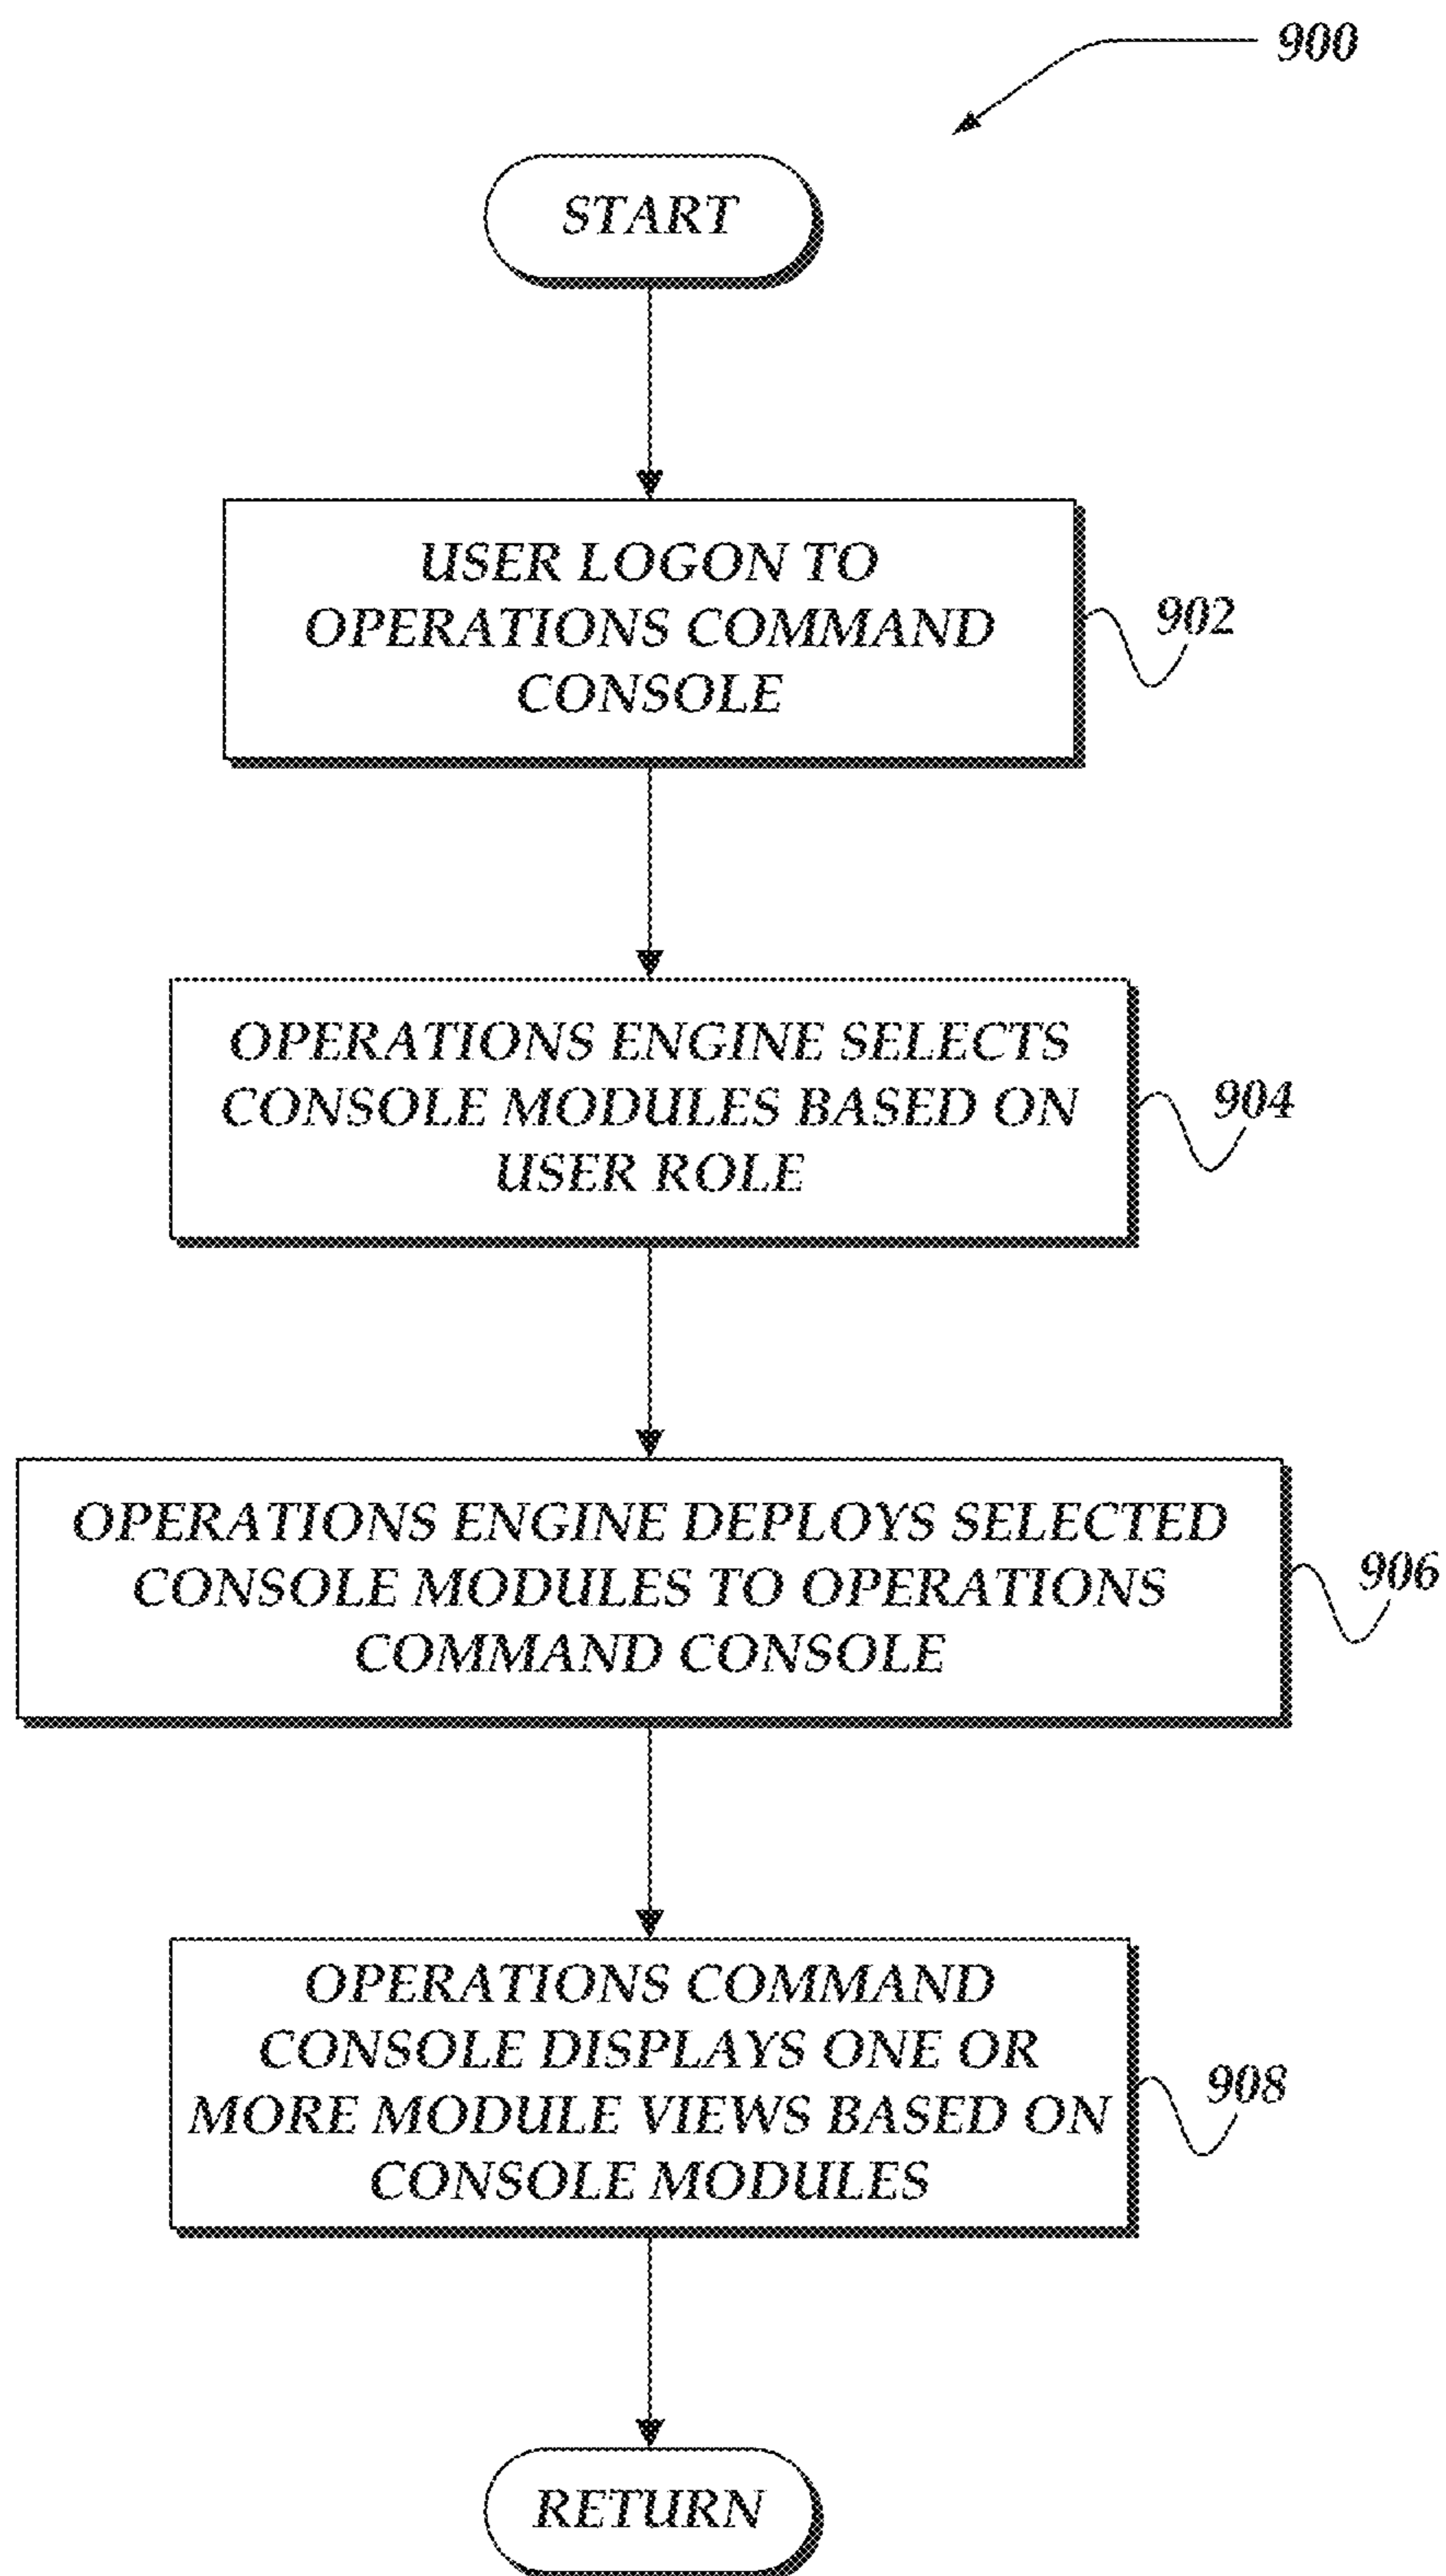 900
START
USER LOGON TO
OPERATIONS COMMAND
CONSOLE
902
OPERATIONS ENGINE SELECTS
CONSOLE MODULES BASED ON
USER ROLE
904
OPERATIONS ENGINE DEPLOYS SELECTED
CONSOLE MODULES TO OPERATIONS
COMMAND CONSOLE
906
OPERATIONS COMMAND
CONSOLE DISPLAYS ONE OR
MORE MODULE VIEWS BASED ON
CONSOLE MODULES
908
RETURN